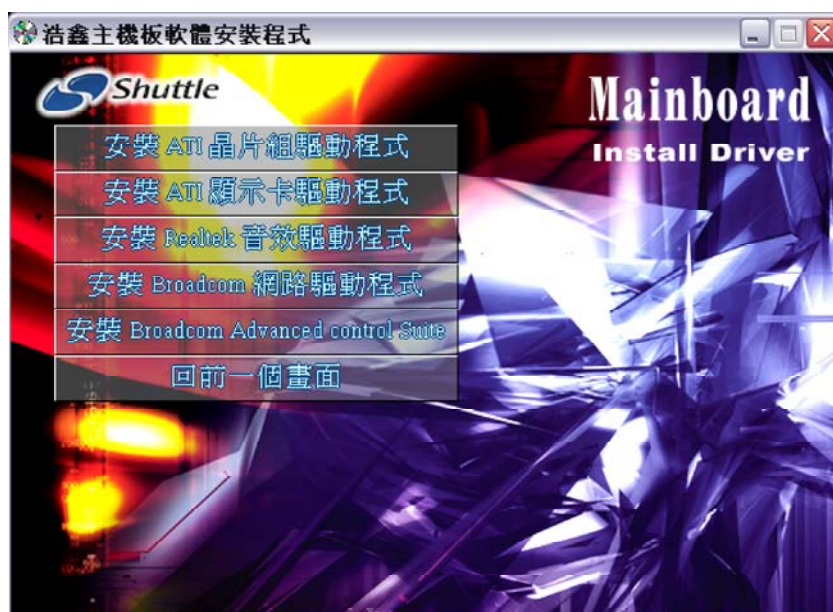 浩鑫主機板軟體安裝程式
Shuttle
Mainboard
Install Driver
安裝 ATI 晶片組驅動程式
安裝 ATI 顯示卡驅動程式
安裝 Realtek 音效驅動程式
安裝 Broadcom 網路驅動程式
安裝 Broadcom Advanced control Suite
回前一個畫面